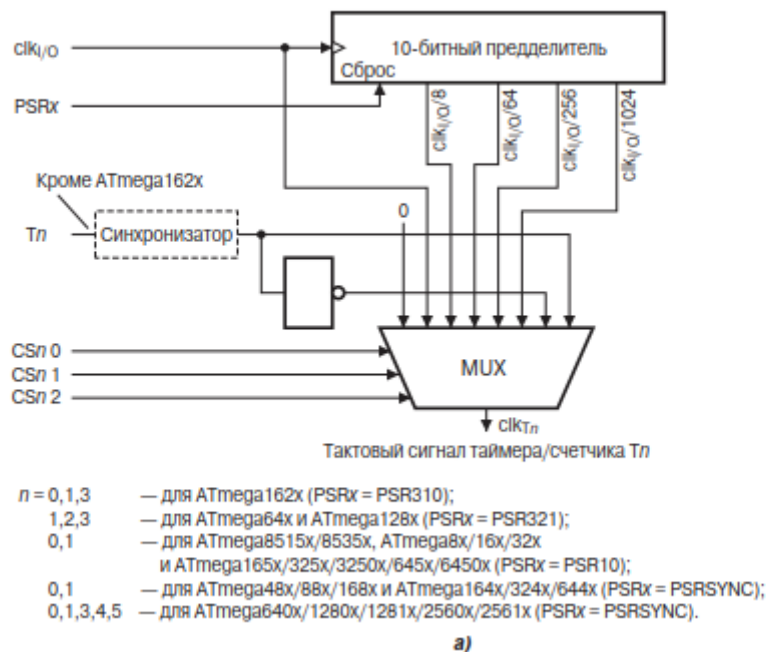 clkI/O
10-битный предделитель
Сброс
PSRx
clkI/O/8
clkI/O/64
clkI/O/256
clkI/O/1024
Кроме ATmega162x
0
Tn
Синхронизатор
CSn 0
CSn 1
CSn 2
MUX
clkTn
Тактовый сигнал таймера/счетчика Tn
n = 0,1,3 — для ATmega162x (PSRx = PSR310);
1,2,3 — для ATmega64x и ATmega128x (PSRx = PSR321);
0,1 — для ATmega8515x/8535x, ATmega8x/16x/32x
и ATmega165x/325x/3250x/645x/6450x (PSRx = PSR10);
0,1 — для ATmega48x/88x/168x и ATmega164x/324x/644x (PSRx = PSRSYNC);
0,1,3,4,5 — для ATmega640x/1280x/1281x/2560x/2561x (PSRx = PSRSYNC).
а)